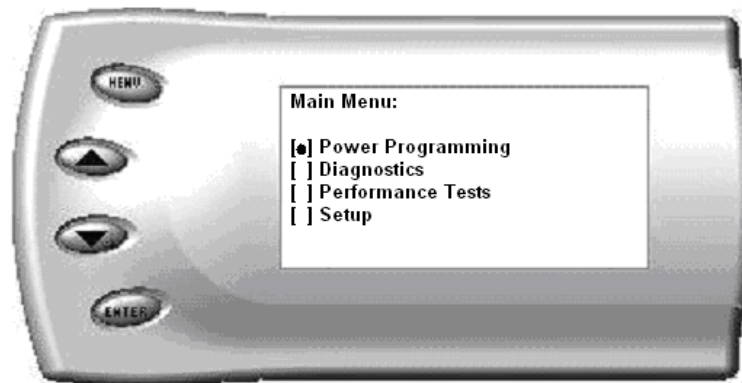 MENU
Main Menu:
[●] Power Programming
[ ] Diagnostics
[ ] Performance Tests
[ ] Setup
ENTER